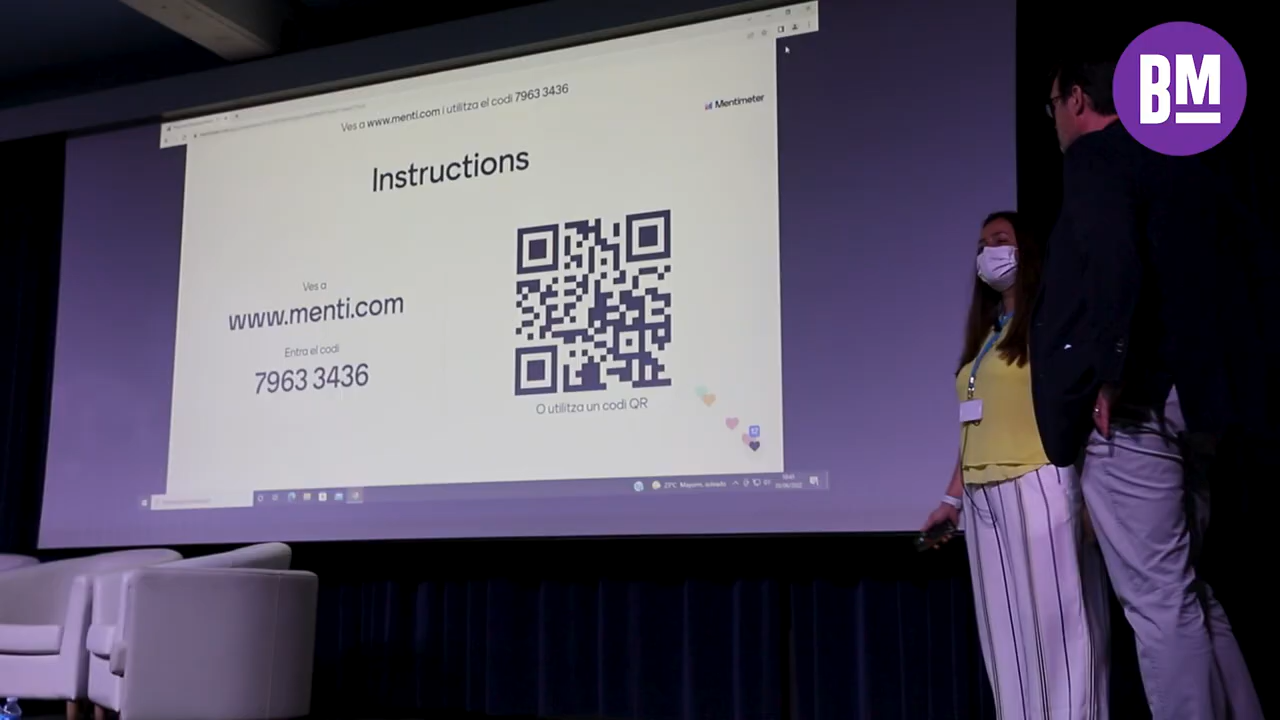 BM
Ves a www.menti.com i utilitza el codi 7963 3436
Mentimeter
Instructions
Ves a
www.menti.com
Entra el codi
7963 3436
O utilitza un codi QR